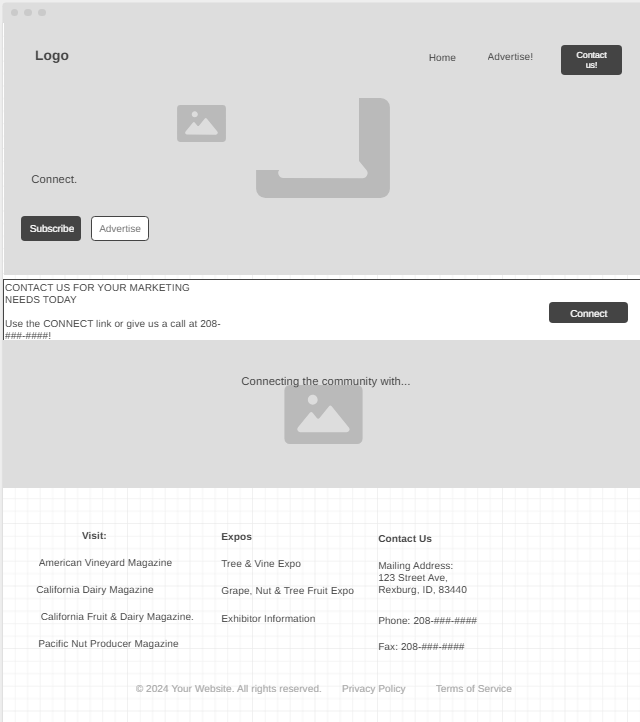 Logo
Home
Advertise!
Contact
us!
Connect.
Subscribe
Advertise
CONTACT US FOR YOUR MARKETING
NEEDS TODAY
Use the CONNECT link or give us a call at 208-
###-####!
Connect
Connecting the community with...
Visit:
American Vineyard Magazine
California Dairy Magazine
California Fruit & Dairy Magazine.
Pacific Nut Producer Magazine
Expos
Tree & Vine Expo
Grape, Nut & Tree Fruit Expo
Exhibitor Information
Contact Us
Mailing Address:
123 Street Ave,
Rexburg, ID, 83440
Phone: 208-###-####
Fax: 208-###-####
© 2024 Your Website. All rights reserved.
Privacy Policy
Terms of Service